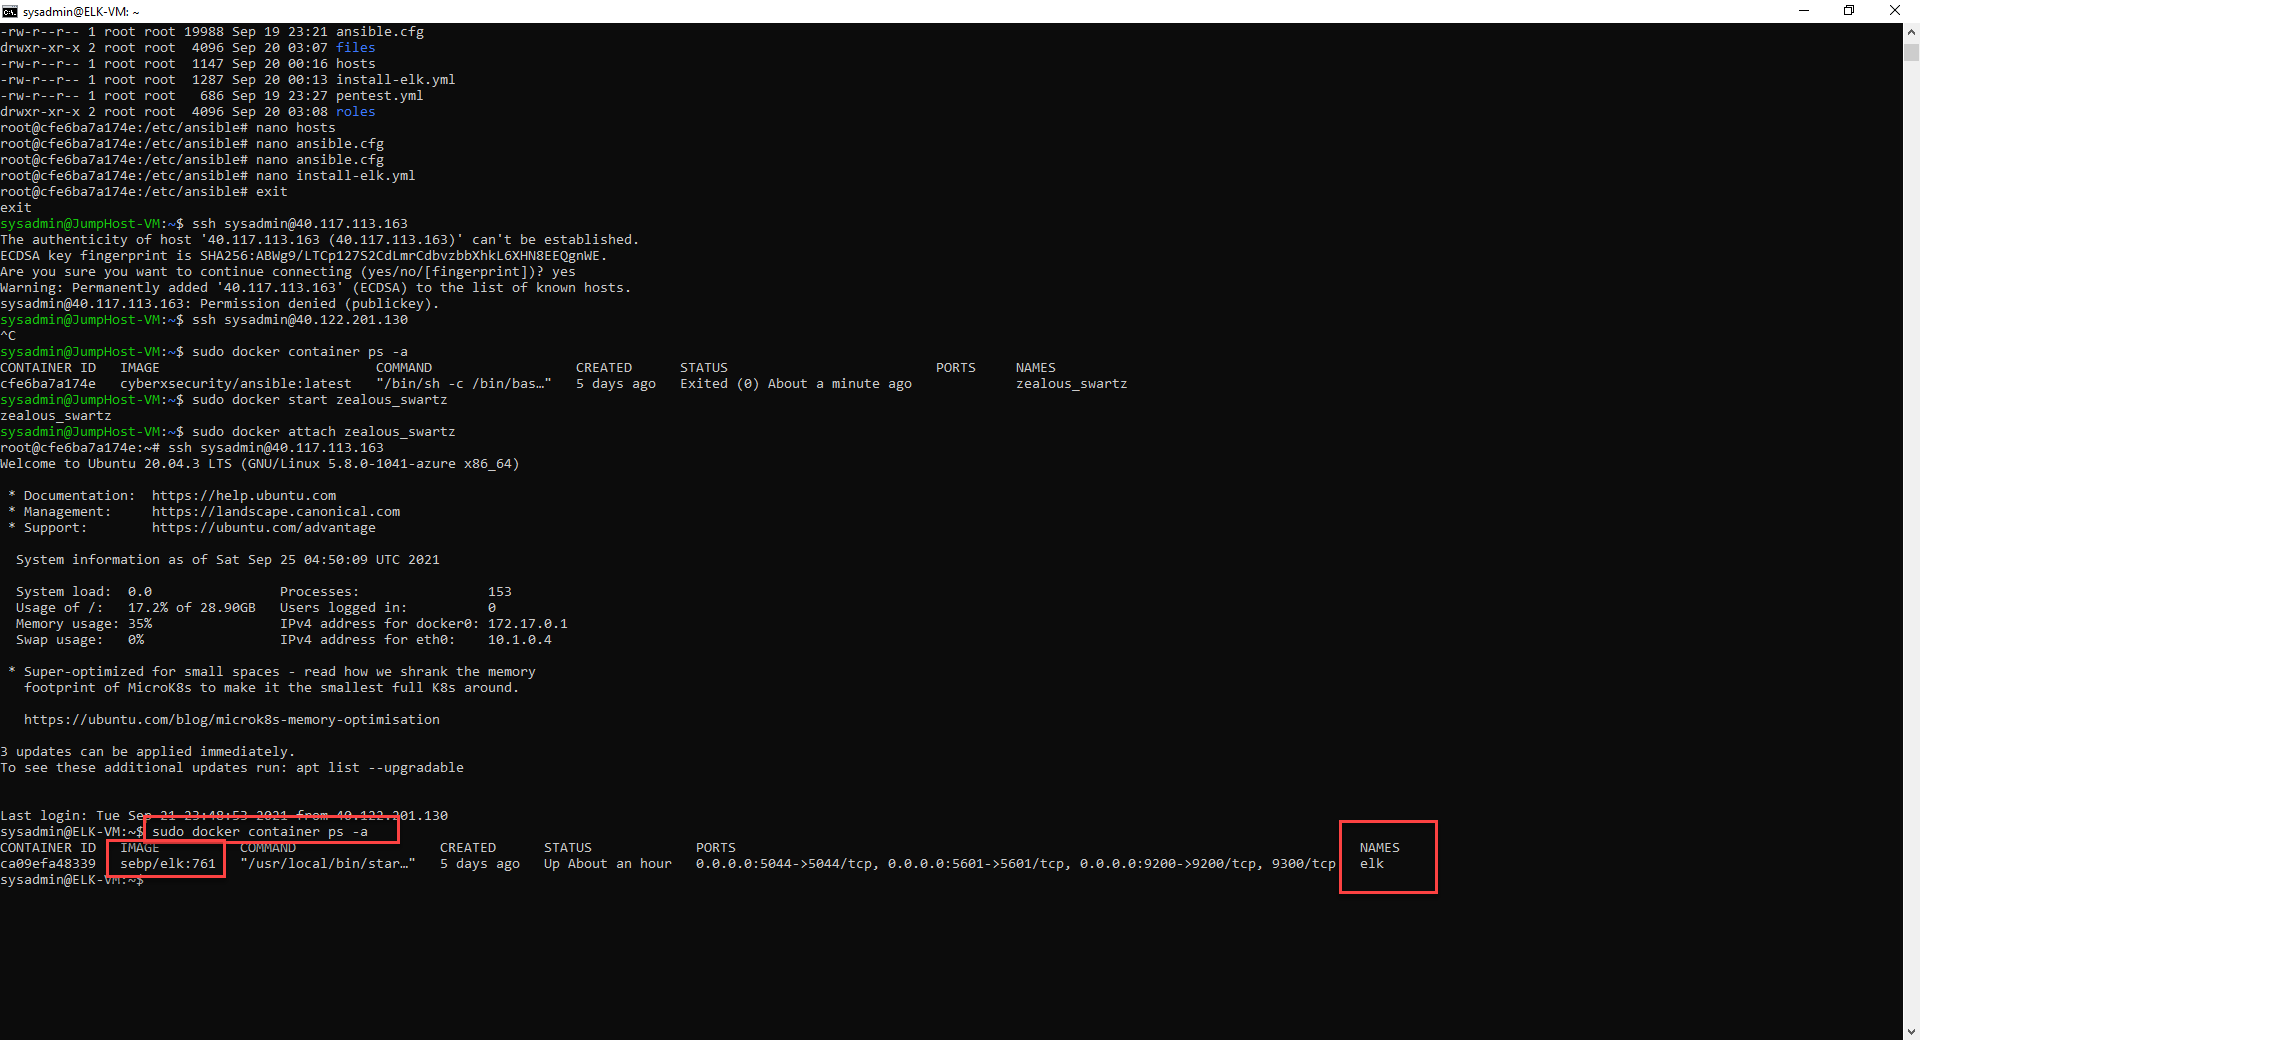 sysadmin@ELK-VM: ~
-rw-r--r-- 1 root root 19988 Sep 19 23:21 ansible.cfg
drwxr-xr-x 2 root root  4096 Sep 20 03:07 files
-rw-r--r-- 1 root root  1147 Sep 20 00:16 hosts
-rw-r--r-- 1 root root  1287 Sep 20 00:13 install-elk.yml
-rw-r--r-- 1 root root   686 Sep 19 23:27 pentest.yml
drwxr-xr-x 2 root root  4096 Sep 20 03:08 roles
root@cfe6ba7a174e:/etc/ansible# nano hosts
root@cfe6ba7a174e:/etc/ansible# nano ansible.cfg
root@cfe6ba7a174e:/etc/ansible# nano ansible.cfg
root@cfe6ba7a174e:/etc/ansible# nano install-elk.yml
root@cfe6ba7a174e:/etc/ansible# exit
exit
sysadmin@JumpHost-VM:~$ ssh sysadmin@40.117.113.163
The authenticity of host '40.117.113.163 (40.117.113.163)' can't be established.
ECDSA key fingerprint is SHA256:ABWg9/LTCp127S2CdLmrCdbvzbbXhkL6XHN8EEQgnWE.
Are you sure you want to continue connecting (yes/no/[fingerprint])? yes
Warning: Permanently added '40.117.113.163' (ECDSA) to the list of known hosts.
sysadmin@40.117.113.163: Permission denied (publickey).
sysadmin@JumpHost-VM:~$ ssh sysadmin@40.122.201.130
^C
sysadmin@JumpHost-VM:~$ sudo docker container ps -a
CONTAINER ID   IMAGE                           COMMAND                  CREATED      STATUS                          PORTS     NAMES
cfe6ba7a174e   cyberxsecurity/ansible:latest   "/bin/sh -c /bin/bas…"   5 days ago   Exited (0) About a minute ago             zealous_swartz
sysadmin@JumpHost-VM:~$ sudo docker start zealous_swartz
zealous_swartz
sysadmin@JumpHost-VM:~$ sudo docker attach zealous_swartz
root@cfe6ba7a174e:~# ssh sysadmin@40.117.113.163
Welcome to Ubuntu 20.04.3 LTS (GNU/Linux 5.8.0-1041-azure x86_64)
* Documentation:  https://help.ubuntu.com
* Management:     https://landscape.canonical.com
* Support:        https://ubuntu.com/advantage
System information as of Sat Sep 25 04:50:09 UTC 2021
System load:  0.0                Processes:                153
Usage of /:   17.2% of 28.90GB   Users logged in:          0
Memory usage: 35%                IPv4 address for docker0: 172.17.0.1
Swap usage:   0%                 IPv4 address for eth0:    10.1.0.4
* Super-optimized for small spaces - read how we shrank the memory
footprint of MicroK8s to make it the smallest full K8s around.
https://ubuntu.com/blog/microk8s-memory-optimisation
3 updates can be applied immediately.
To see these additional updates run: apt list --upgradable
Last login: Tue Sep 21 23:48:53 2021 from 40.122.201.130
sysadmin@ELK-VM:~$ sudo docker container ps -a
CONTAINER ID   IMAGE          COMMAND                  CREATED      STATUS             PORTS                                                                              NAMES
ca09efa48339   sebp/elk:761   "/usr/local/bin/star…"   5 days ago   Up About an hour   0.0.0.0:5044->5044/tcp, 0.0.0.0:5601->5601/tcp, 0.0.0.0:9200->9200/tcp, 9300/tcp   elk
sysadmin@ELK-VM:~$